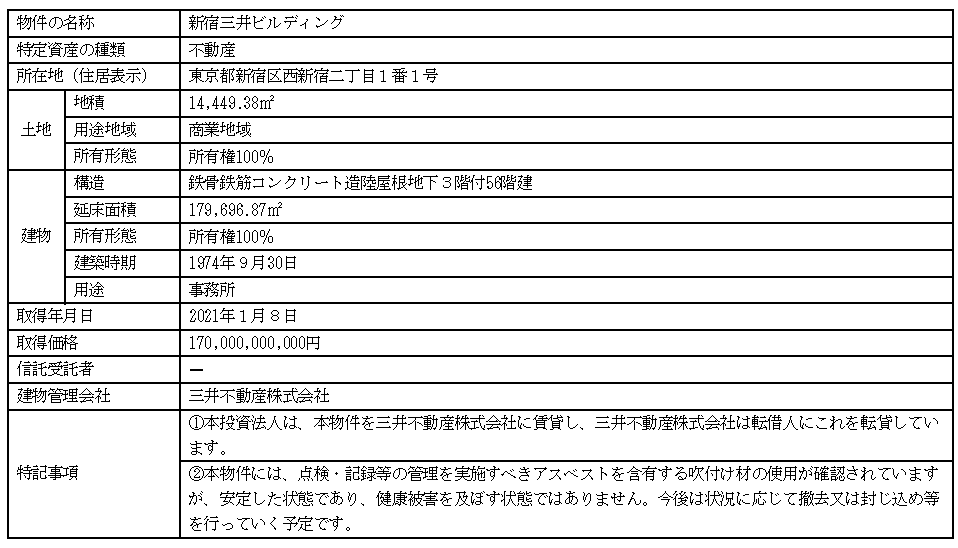 物件の名称 新宿三井ビルディング
特定資産の種類 不動産
所在地（住居表示） 東京都新宿区西新宿二丁目１番１号
土地 地積 14,449.38㎡
用途地域 商業地域
所有形態 所有権100％
建物 構造 鉄骨鉄筋コンクリート造陸屋根地下３階付56階建
延床面積 179,696.87㎡
所有形態 所有権100％
建築時期 1974年９月30日
用途 事務所
取得年月日 2021年１月８日
取得価格 170,000,000,000円
信託受託者 －
建物管理会社 三井不動産株式会社
特記事項 ①本投資法人は、本物件を三井不動産株式会社に賃貸し、三井不動産株式会社は転借人にこれを転貸してい
ます。
②本物件には、点検・記録等の管理を実施すべきアスベストを含有する吹付け材の使用が確認されています
が、安定した状態であり、健康被害を及ぼす状態ではありません。今後は状況に応じて撤去又は封じ込め等
を行っていく予定です。